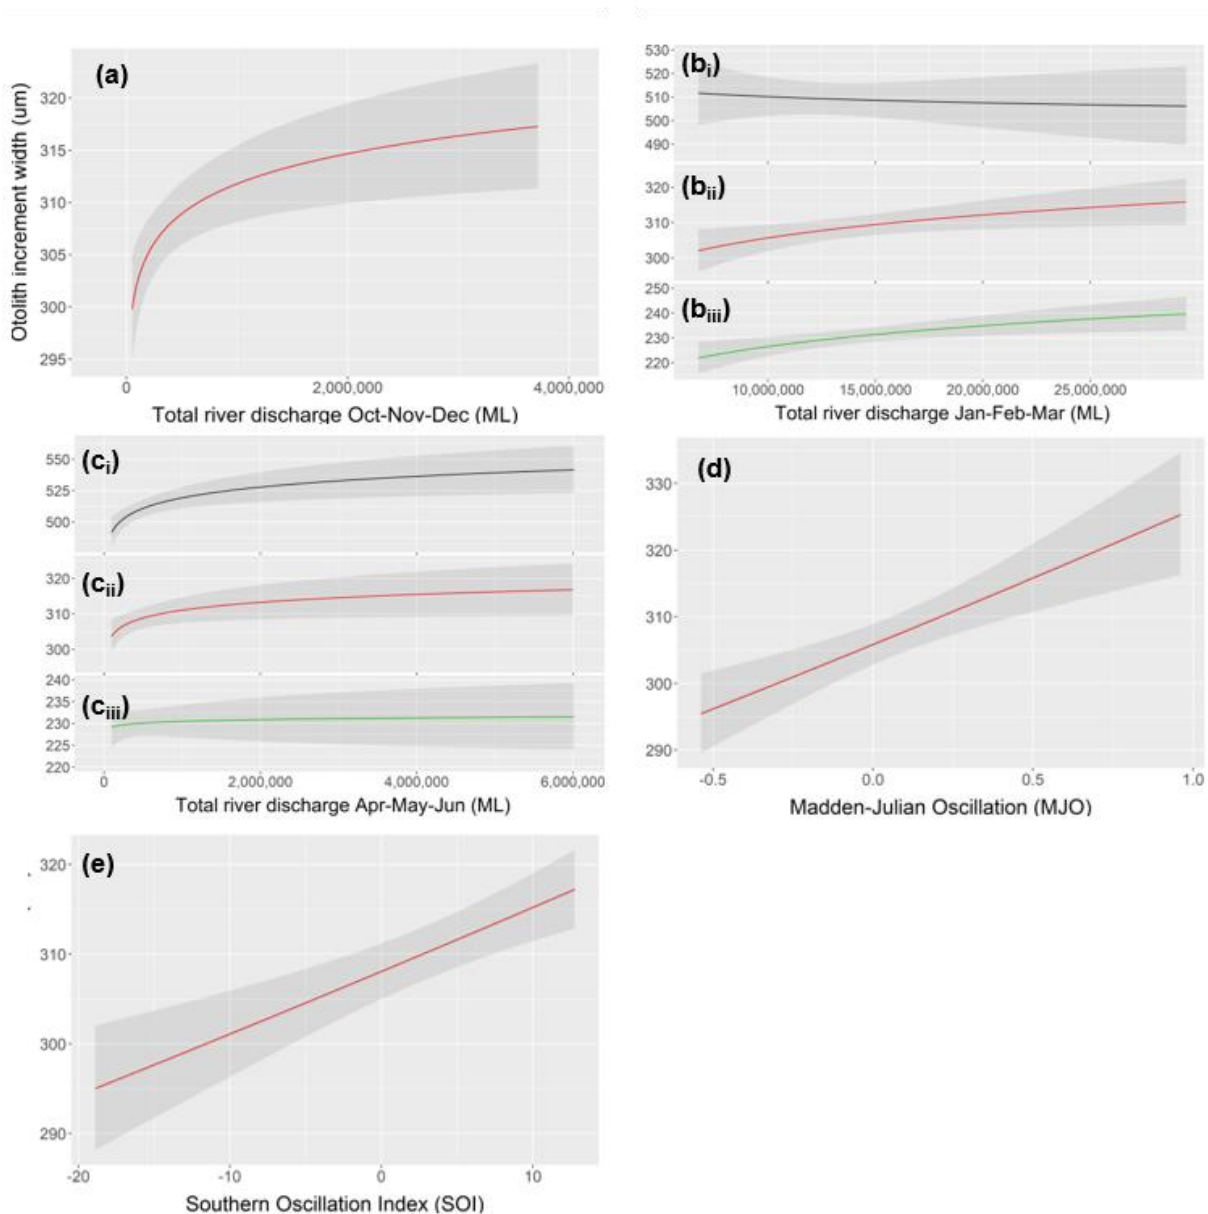 (a)
Otolith increment width (um)
320
315
310
305
300
295
0 2,000,000 4,000,000
Total river discharge Oct-Nov-Dec (ML)
(bi)
530
520
510
500
490
(bii)
320
310
300
(biii)
250
240
230
220
10,000,000 15,000,000 20,000,000 25,000,000
Total river discharge Jan-Feb-Mar (ML)
(ci)
550
525
500
(cii)
320
310
300
(ciii)
240
235
230
225
220
0 2,000,000 4,000,000 6,000,000
Total river discharge Apr-May-Jun (ML)
(d)
330
320
310
300
290
-0.5 0.0 0.5 1.0
Madden-Julian Oscillation (MJO)
(e)
320
310
300
290
-20 -10 0 10
Southern Oscillation Index (SOI)